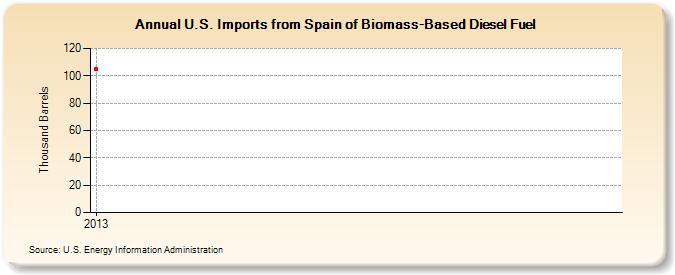 Annual U.S. Imports from Spain of Biomass-Based Diesel Fuel
Thousand Barrels
120
100
80
60
40
20
0
2013
Source: U.S. Energy Information Administration